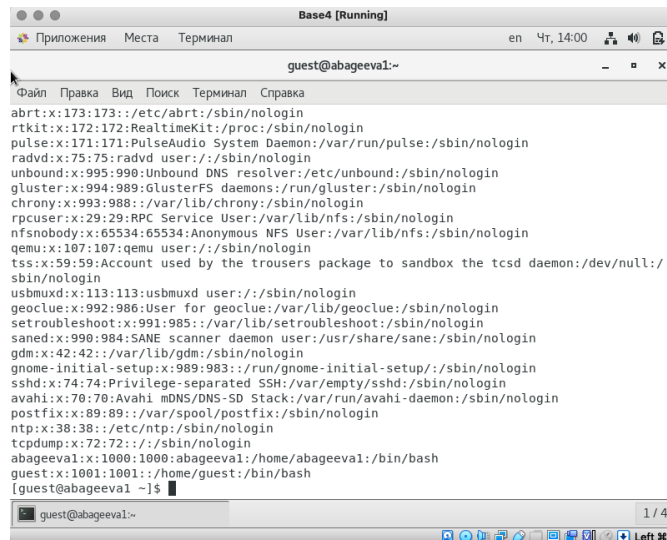 Base4 [Running]
Приложения Места Терминал en Чт, 14:00
guest@abageeva1:~
Файл Правка Вид Поиск Терминал Справка
abrt:x:173:173::/etc/abrt:/sbin/nologin
rtkit:x:172:172:RealtimeKit:/proc:/sbin/nologin
pulse:x:171:171:PulseAudio System Daemon:/var/run/pulse:/sbin/nologin
radvd:x:75:75:radvd user:/:/sbin/nologin
unbound:x:995:990:Unbound DNS resolver:/etc/unbound:/sbin/nologin
gluster:x:994:989:GlusterFS daemons:/run/gluster:/sbin/nologin
chrony:x:993:988::/var/lib/chrony:/sbin/nologin
rpcuser:x:29:29:RPC Service User:/var/lib/nfs:/sbin/nologin
nfsnobody:x:65534:65534:Anonymous NFS User:/var/lib/nfs:/sbin/nologin
qemu:x:107:107:qemu user:/:/sbin/nologin
tss:x:59:59:Account used by the trousers package to sandbox the tcsd daemon:/dev/null:/
sbin/nologin
usbmuxd:x:113:113:usbmuxd user:/:/sbin/nologin
geoclue:x:992:986:User for geoclue:/var/lib/geoclue:/sbin/nologin
setroubleshoot:x:991:985::/var/lib/setroubleshoot:/sbin/nologin
saned:x:990:984:SANE scanner daemon user:/usr/share/sane:/sbin/nologin
gdm:x:42:42::/var/lib/gdm:/sbin/nologin
gnome-initial-setup:x:989:983::/run/gnome-initial-setup/:/sbin/nologin
sshd:x:74:74:Privilege-separated SSH:/var/empty/sshd:/sbin/nologin
avahi:x:70:70:Avahi mDNS/DNS-SD Stack:/var/run/avahi-daemon:/sbin/nologin
postfix:x:89:89::/var/spool/postfix:/sbin/nologin
ntp:x:38:38::/etc/ntp:/sbin/nologin
tcpdump:x:72:72::/:/sbin/nologin
abageeva1:x:1000:1000:abageeva1:/home/abageeva1:/bin/bash
guest:x:1001:1001::/home/guest:/bin/bash
[guest@abageeva1 ~]$
guest@abageeva1:~ 1 / 4
Left ⌘